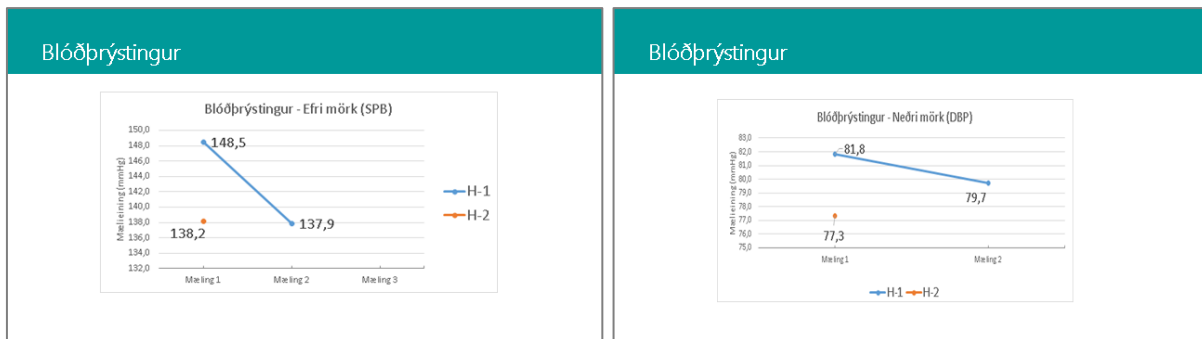 Blóðþrýstingur
Blóðþrýstingur - Efri mörk (SPB)
Mælieining (mmHg)
150,0
148,0
146,0
144,0
142,0
140,0
138,0
136,0
134,0
132,0
148,5
138,2
137,9
Mæling 1 Mæling 2 Mæling 3
H-1
H-2
Blóðþrýstingur
Blóðþrýstingur - Neðri mörk (DBP)
Mælieining (mmHg)
83,0
82,0
81,0
80,0
79,0
78,0
77,0
76,0
75,0
81,8
79,7
77,3
Mæling 1 Mæling 2
H-1 H-2